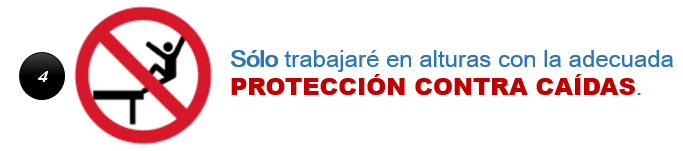 4
Sólo trabajaré en alturas con la adecuada
PROTECCIÓN CONTRA CAÍDAS.